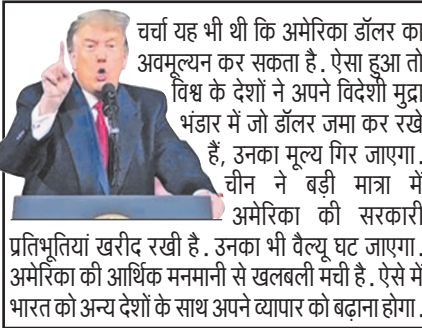 चर्चा यह भी थी कि अमेरिका डॉलर का
अवमूल्यन कर सकता है. ऐसा हुआ तो
विश्व के देशों ने अपने विदेशी मुद्रा
भंडार में जो डॉलर जमा कर रखे
हैं, उनका मूल्य गिर जाएगा.
चीन ने बड़ी मात्रा में
अमेरिका की सरकारी
प्रतिभूतियां खरीद रखी है. उनका भी वैल्यू घट जाएगा.
अमेरिका की आर्थिक मनमानी से खलबली मची है. ऐसे में
भारत को अन्य देशों के साथ अपने व्यापार को बढ़ाना होगा.